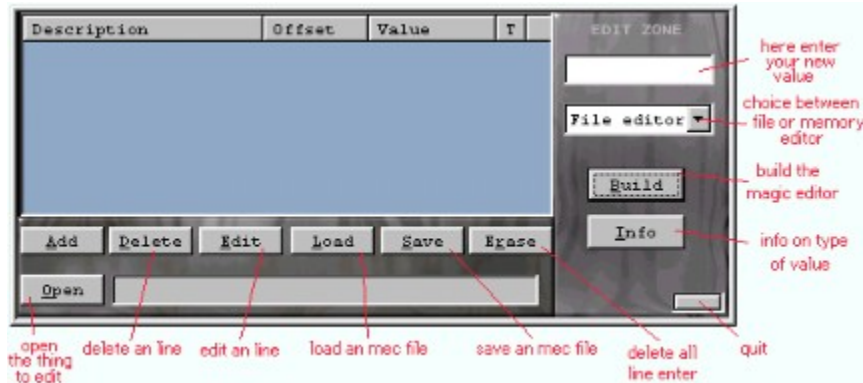 Description Offset Value T
EDIT ZONE
here enter
your new
value
File editor
choice between
file or memory
editor
Build
build the
magic editor
Info
info on type
of value
Add Delete Edit Load Save Erase
Open
open
the thing
to edit
delete an line
edit an line
load an mec file
save an mec file
delete all
line enter
quit